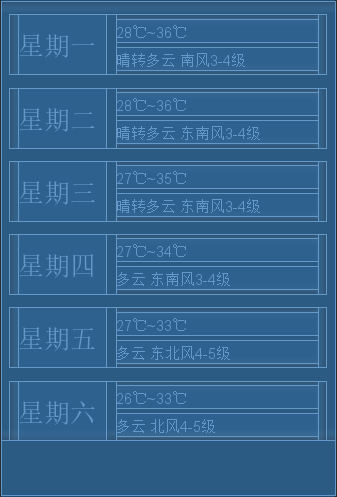 星期一
28℃~36℃
晴转多云 南风3-4级
星期二
28℃~36℃
晴转多云 东南风3-4级
星期三
27℃~35℃
晴转多云 东南风3-4级
星期四
27℃~34℃
多云 东南风3-4级
星期五
27℃~33℃
多云 东北风4-5级
星期六
26℃~33℃
多云 北风4-5级